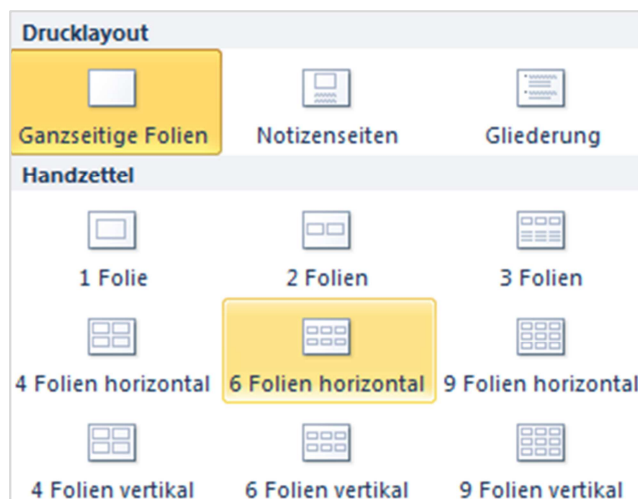 Drucklayout
Ganzseitige Folien Notizenseiten Gliederung
Handzettel
1 Folie 2 Folien 3 Folien
4 Folien horizontal 6 Folien horizontal 9 Folien horizontal
4 Folien vertikal 6 Folien vertikal 9 Folien vertikal